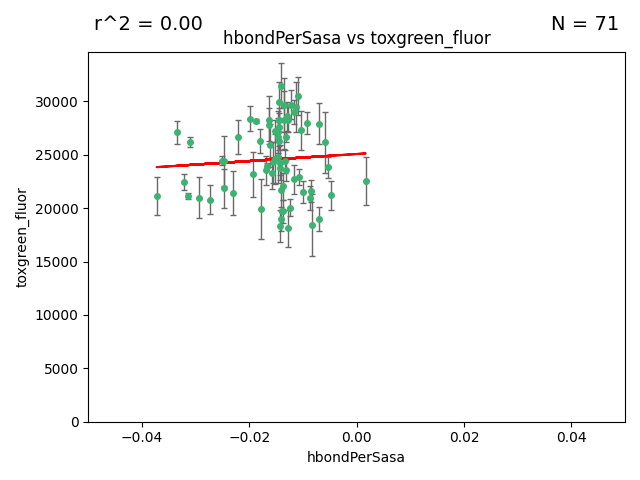 r^2 = 0.00
N = 71
hbondPerSasa vs toxgreen_fluor
toxgreen_fluor
30000
25000
20000
15000
10000
5000
0
−0.04
−0.02
0.00
0.02
0.04
hbondPerSasa